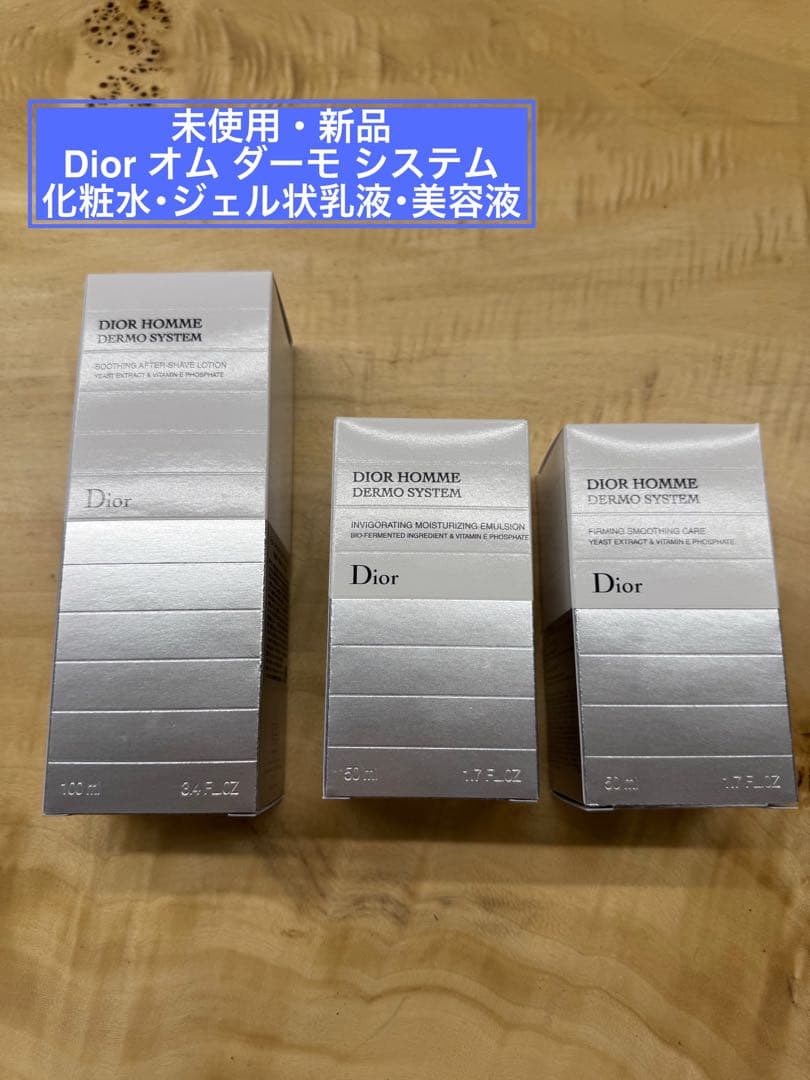 未使用・新品
Dior オム ダーモ システム
化粧水・ジェル状乳液・美容液
DIOR HOMME
DERMO SYSTEM
SOOTHING AFTER-SHAVE LOTION
YEAST EXTRACT & VITAMIN E PHOSPHATE
Dior
100 ml 3.4 FL.OZ
DIOR HOMME
DERMO SYSTEM
INVIGORATING MOISTURIZING EMULSION
BIO-FERMENTED INGREDIENT & VITAMIN E PHOSPHATE
Dior
50 ml 1.7 FL.OZ
DIOR HOMME
DERMO SYSTEM
FIRMING SMOOTHING CARE
YEAST EXTRACT & VITAMIN E PHOSPHATE
Dior
50 ml 1.7 FL.OZ